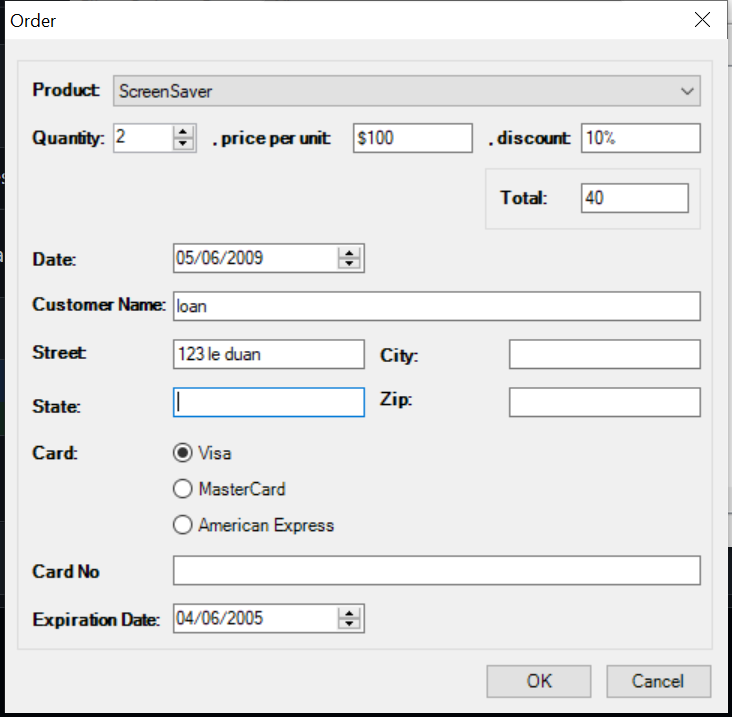 Order
Product: ScreenSaver
Quantity: 2 , price per unit: $100 , discount: 10%
Total: 40
Date: 05/06/2009
Customer Name: loan
Street: 123 le duan City:
State: Zip:
Card: Visa
MasterCard
American Express
Card No
Expiration Date: 04/06/2005
OK Cancel